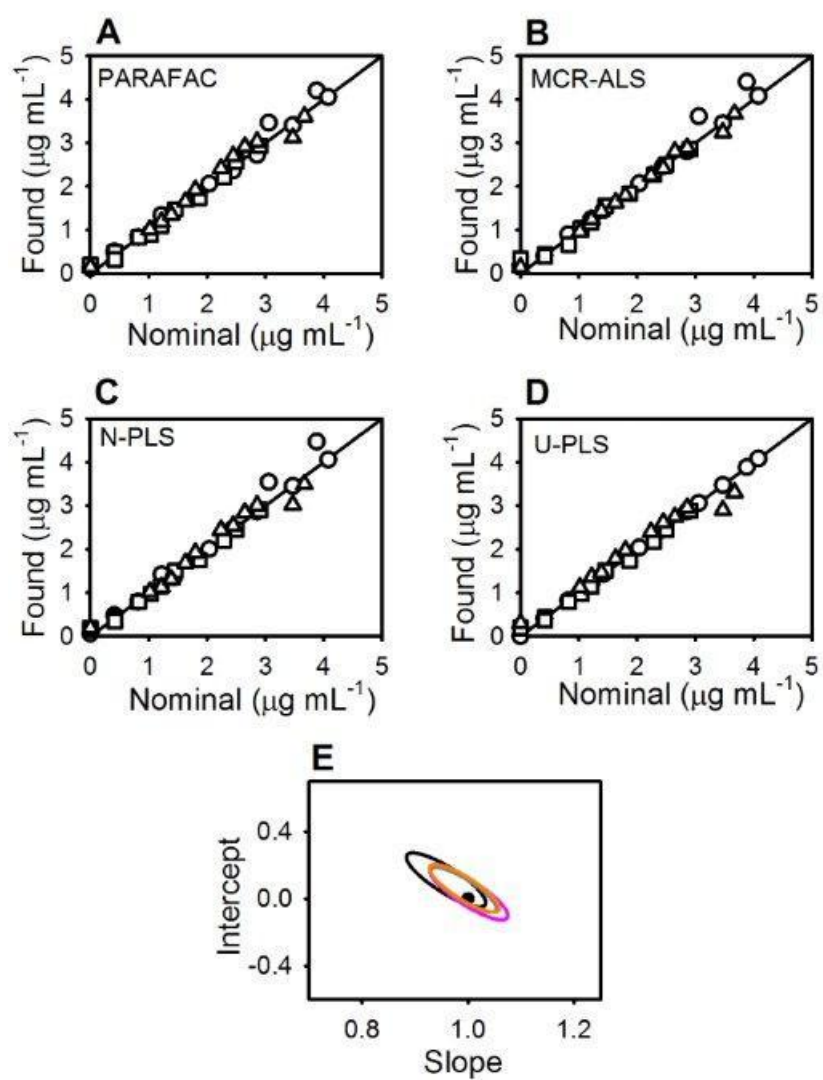 A
B
PARAFAC
MCR-ALS
5
4
3
2
1
0
0 1 2 3 4 5
Found (μg mL⁻¹)
Nominal (μg mL⁻¹)
5
4
3
2
1
0
0 1 2 3 4 5
Found (μg mL⁻¹)
Nominal (μg mL⁻¹)
C
D
N-PLS
U-PLS
5
4
3
2
1
0
0 1 2 3 4 5
Found (μg mL⁻¹)
Nominal (μg mL⁻¹)
5
4
3
2
1
0
0 1 2 3 4 5
Found (μg mL⁻¹)
Nominal (μg mL⁻¹)
E
0.4
0.0
-0.4
Intercept
0.8 1.0 1.2
Slope